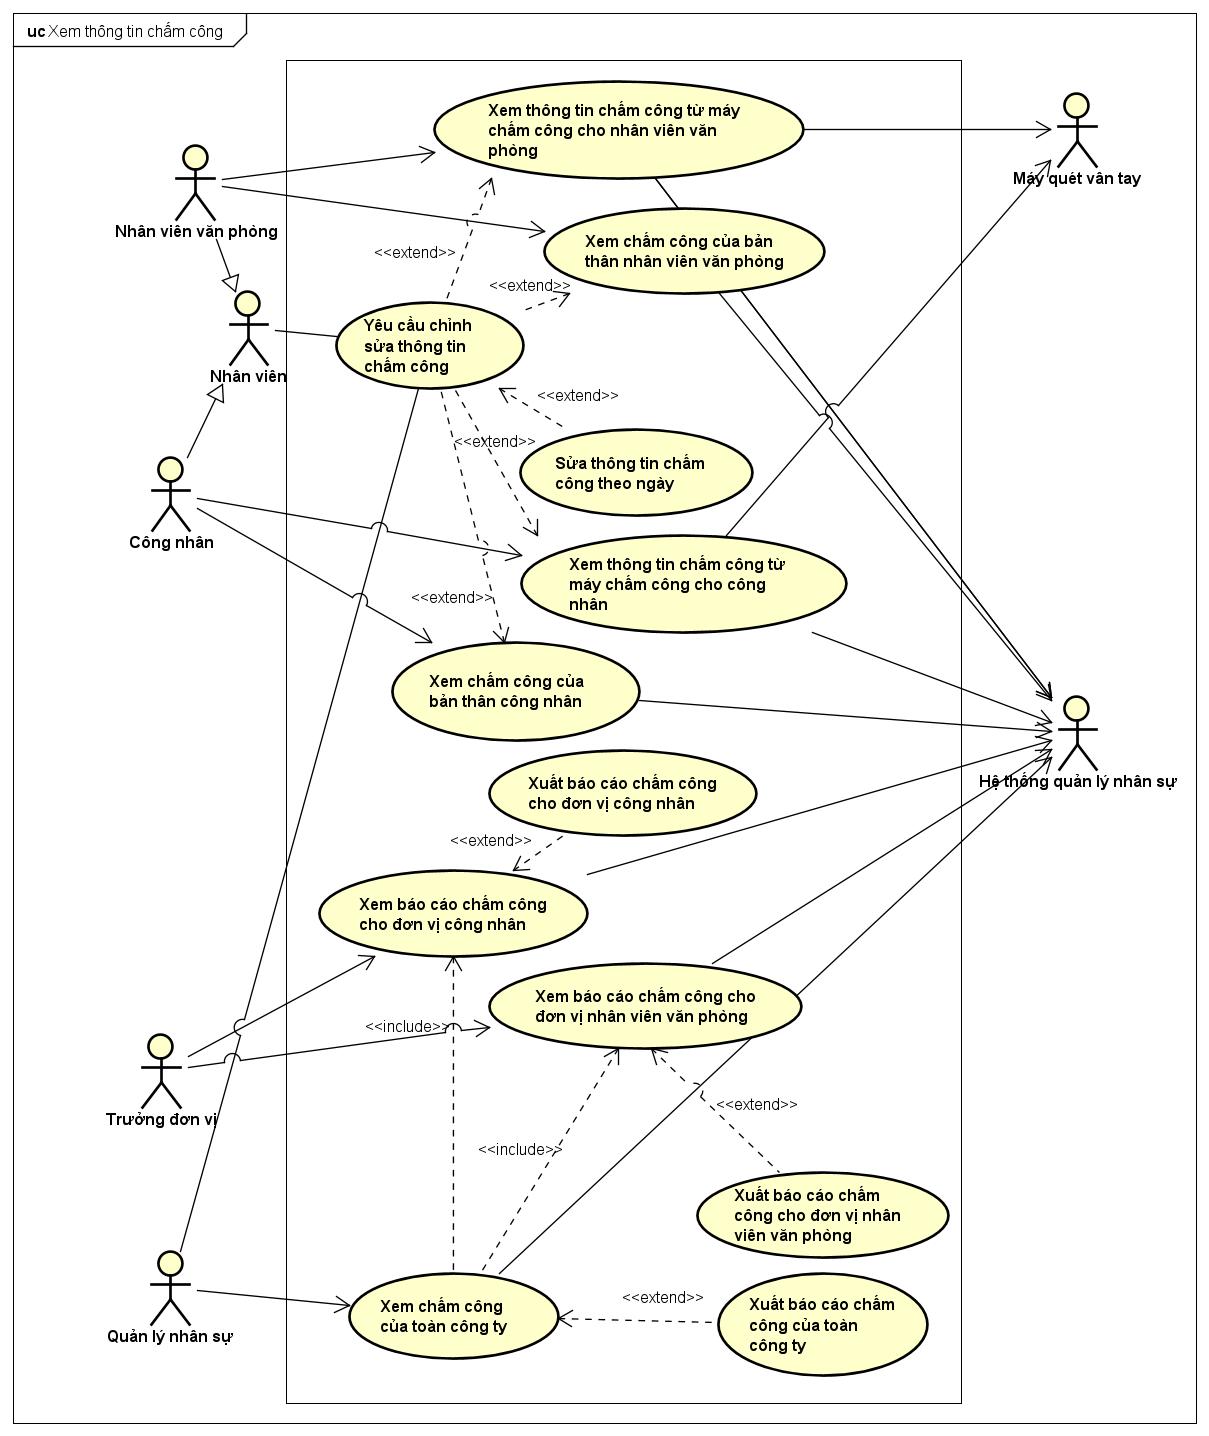 uc Xem thông tin chấm công
Xem thông tin chấm công từ máy
chấm công cho nhân viên văn
phòng
Máy quét vân tay
Nhân viên văn phòng
Xem chấm công của bản
thân nhân viên văn phòng
<<extend>>
<<extend>>
Yêu cầu chỉnh
sửa thông tin
chấm công
Nhân viên
<<extend>>
<<extend>>
Sửa thông tin chấm
công theo ngày
Công nhân
Xem thông tin chấm công từ
máy chấm công cho công
nhân
<<extend>>
Xem chấm công của
bản thân công nhân
Hệ thống quản lý nhân sự
Xuất báo cáo chấm công
cho đơn vị công nhân
<<extend>>
Xem báo cáo chấm công
cho đơn vị công nhân
Xem báo cáo chấm công cho
đơn vị nhân viên văn phòng
<<include>>
Trưởng đơn vị
<<extend>>
<<include>>
Xuất báo cáo chấm
công cho đơn vị nhân
viên văn phòng
Quản lý nhân sự
Xem chấm công
của toàn công ty
<<extend>>
Xuất báo cáo chấm
công của toàn
công ty